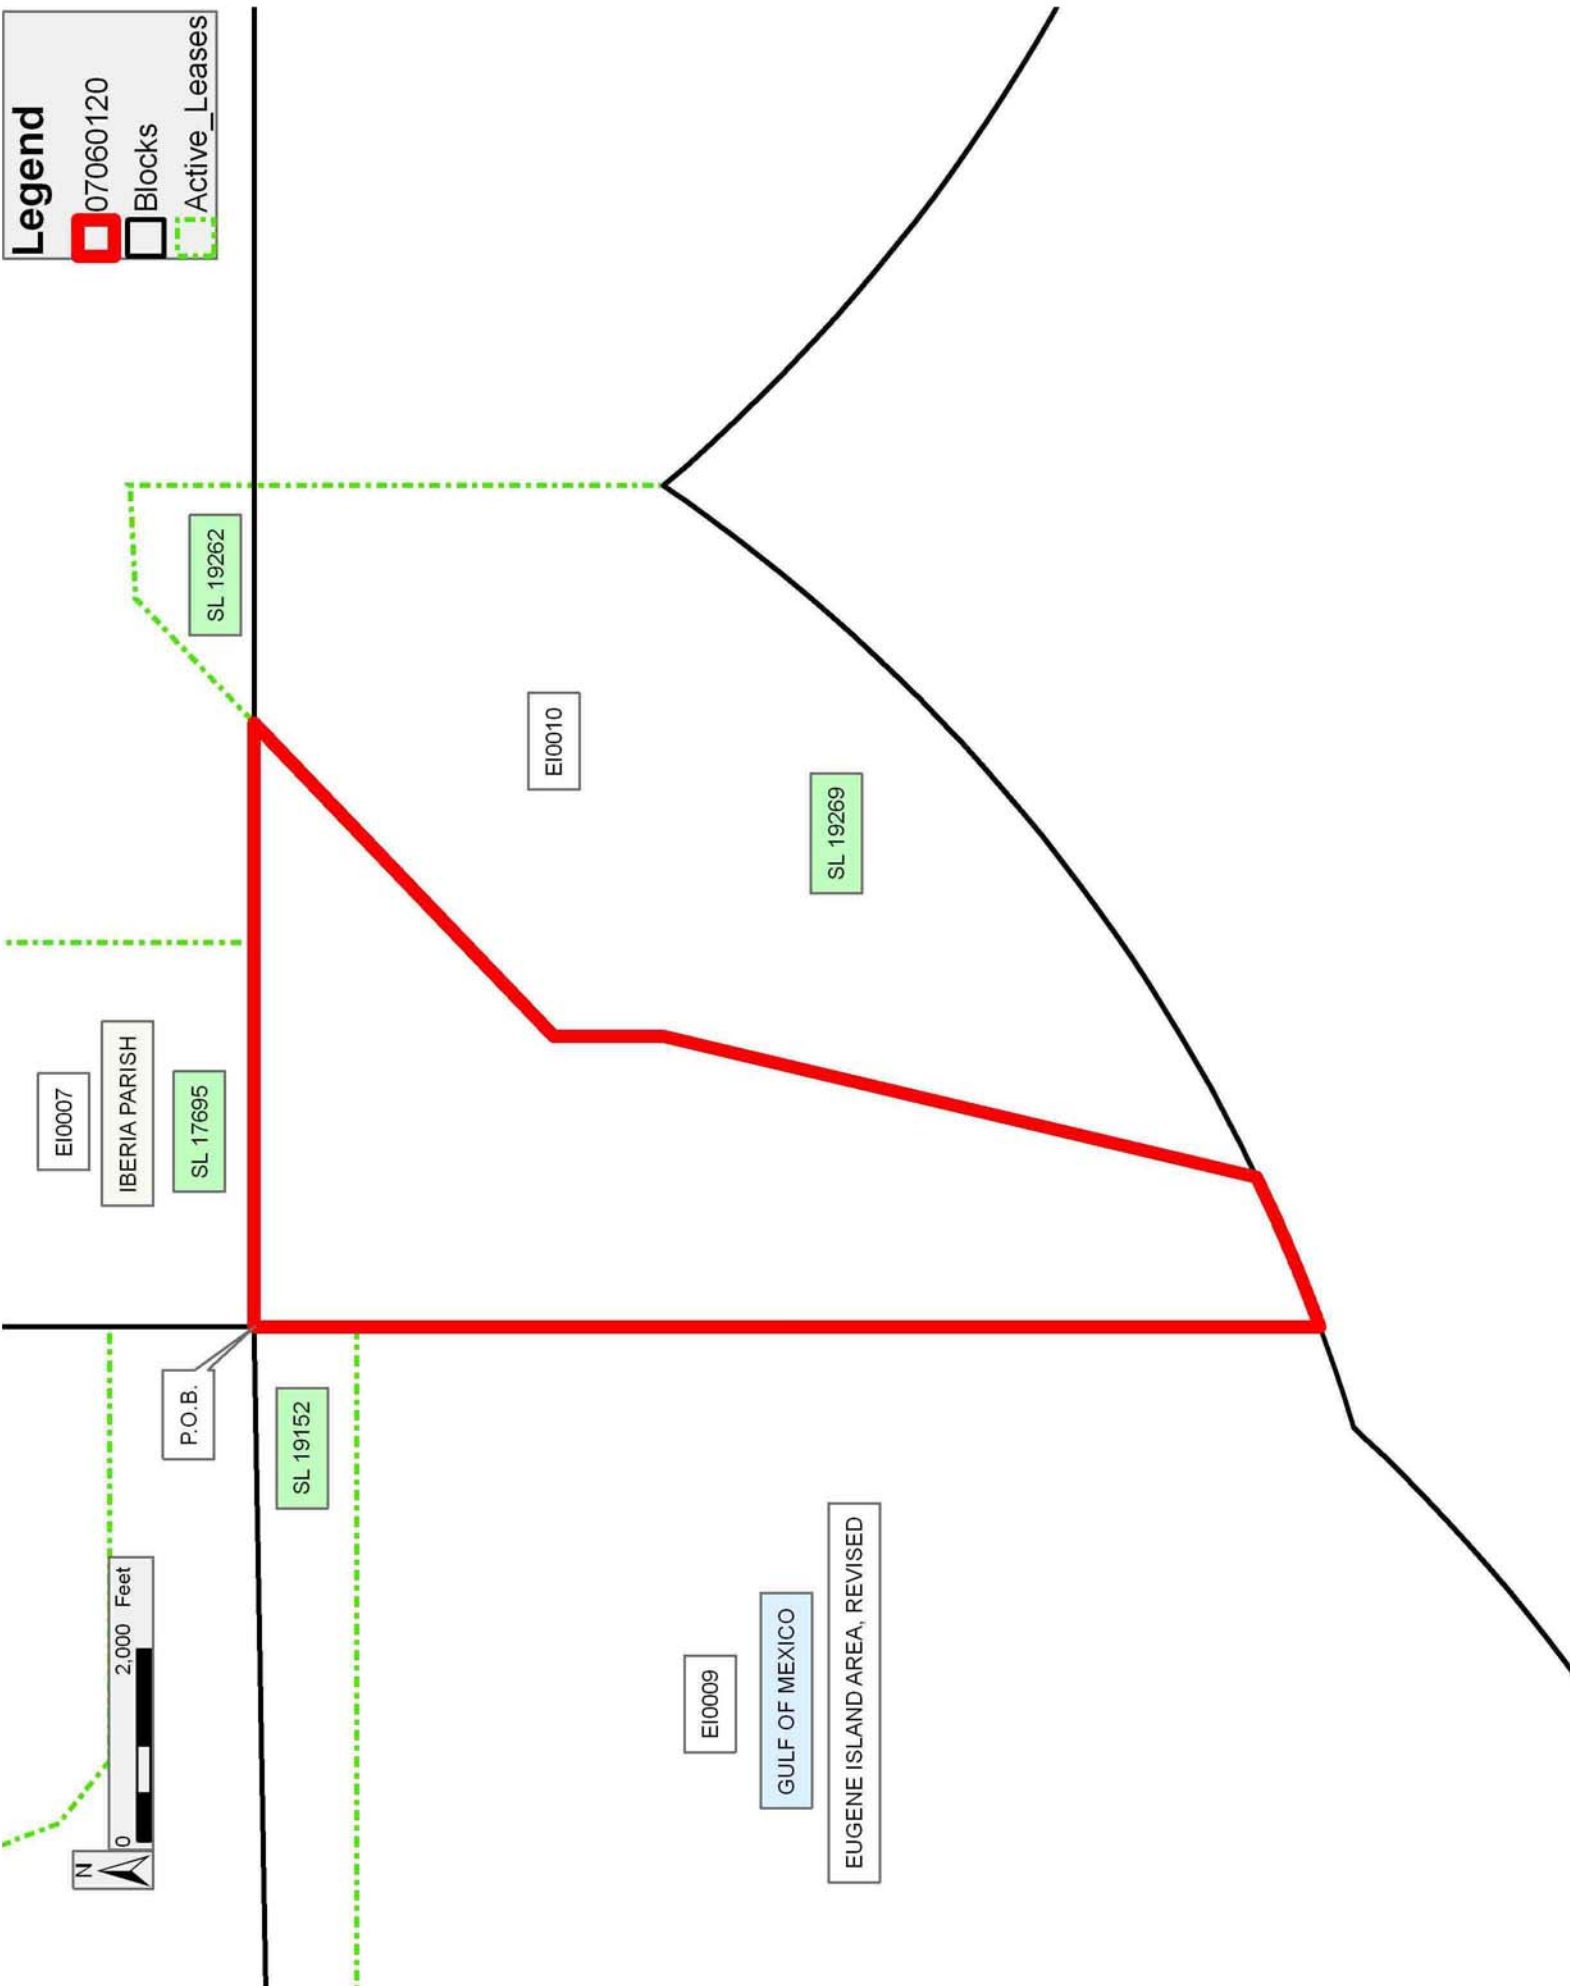 Legend
07060120
Blocks
Active_Leases
SL 19262
EI0010
SL 19269
EI0007
IBERIA PARISH
SL 17695
P.O.B.
SL 19152
N
0 2,000 Feet
EI0009
GULF OF MEXICO
EUGENE ISLAND AREA, REVISED